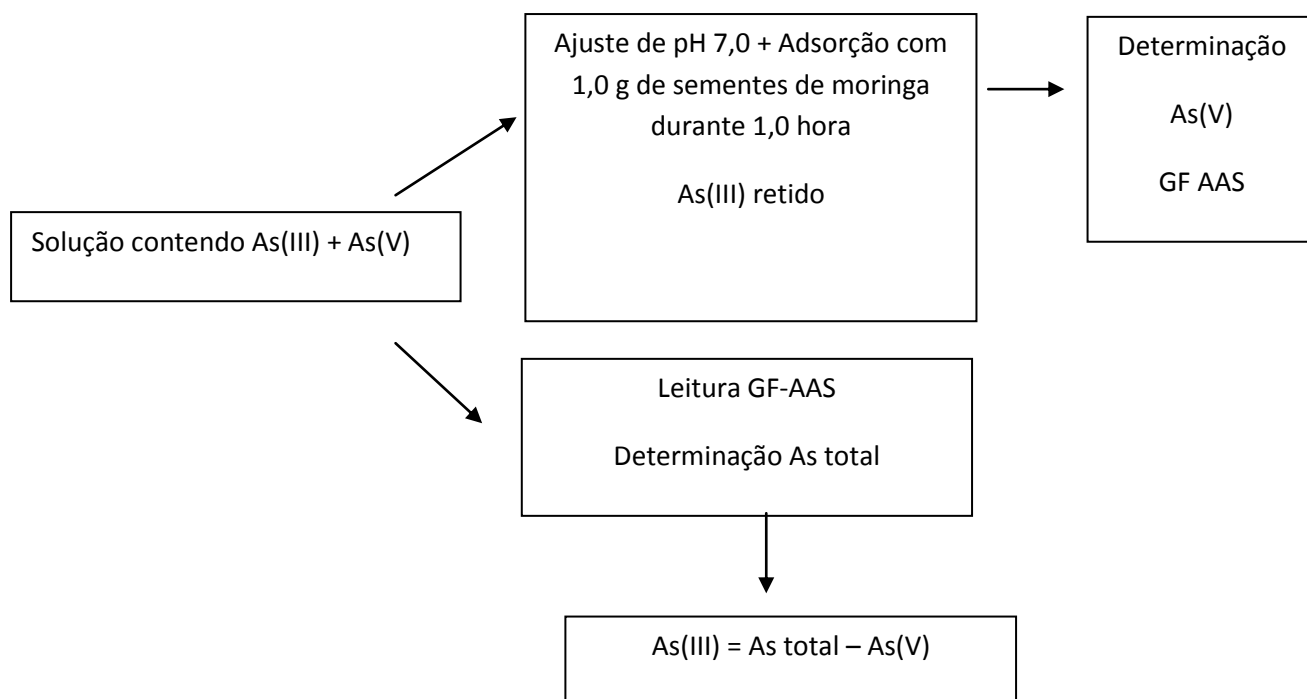 Solução contendo As(III) + As(V)
Ajuste de pH 7,0 + Adsorção com
1,0 g de sementes de moringa
durante 1,0 hora
As(III) retido
Determinação
As(V)
GF AAS
Leitura GF-AAS
Determinação As total
As(III) = As total – As(V)